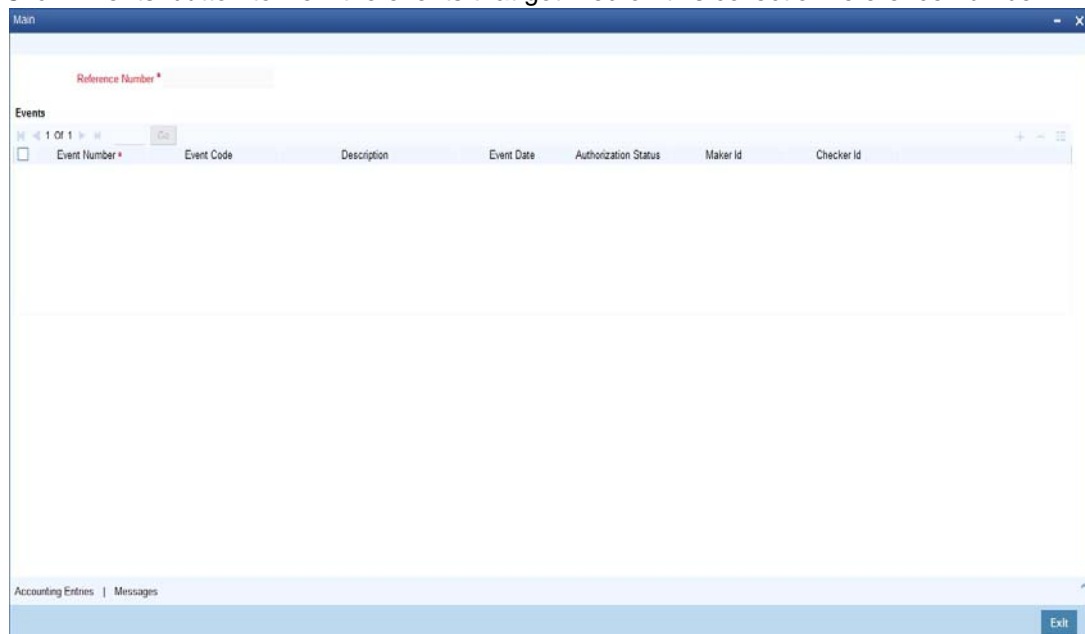 Main
Reference Number *
Events
1 Of 1 Go
Event Number * Event Code Description Event Date Authorization Status Maker Id Checker Id
Accounting Entries | Messages
Exit